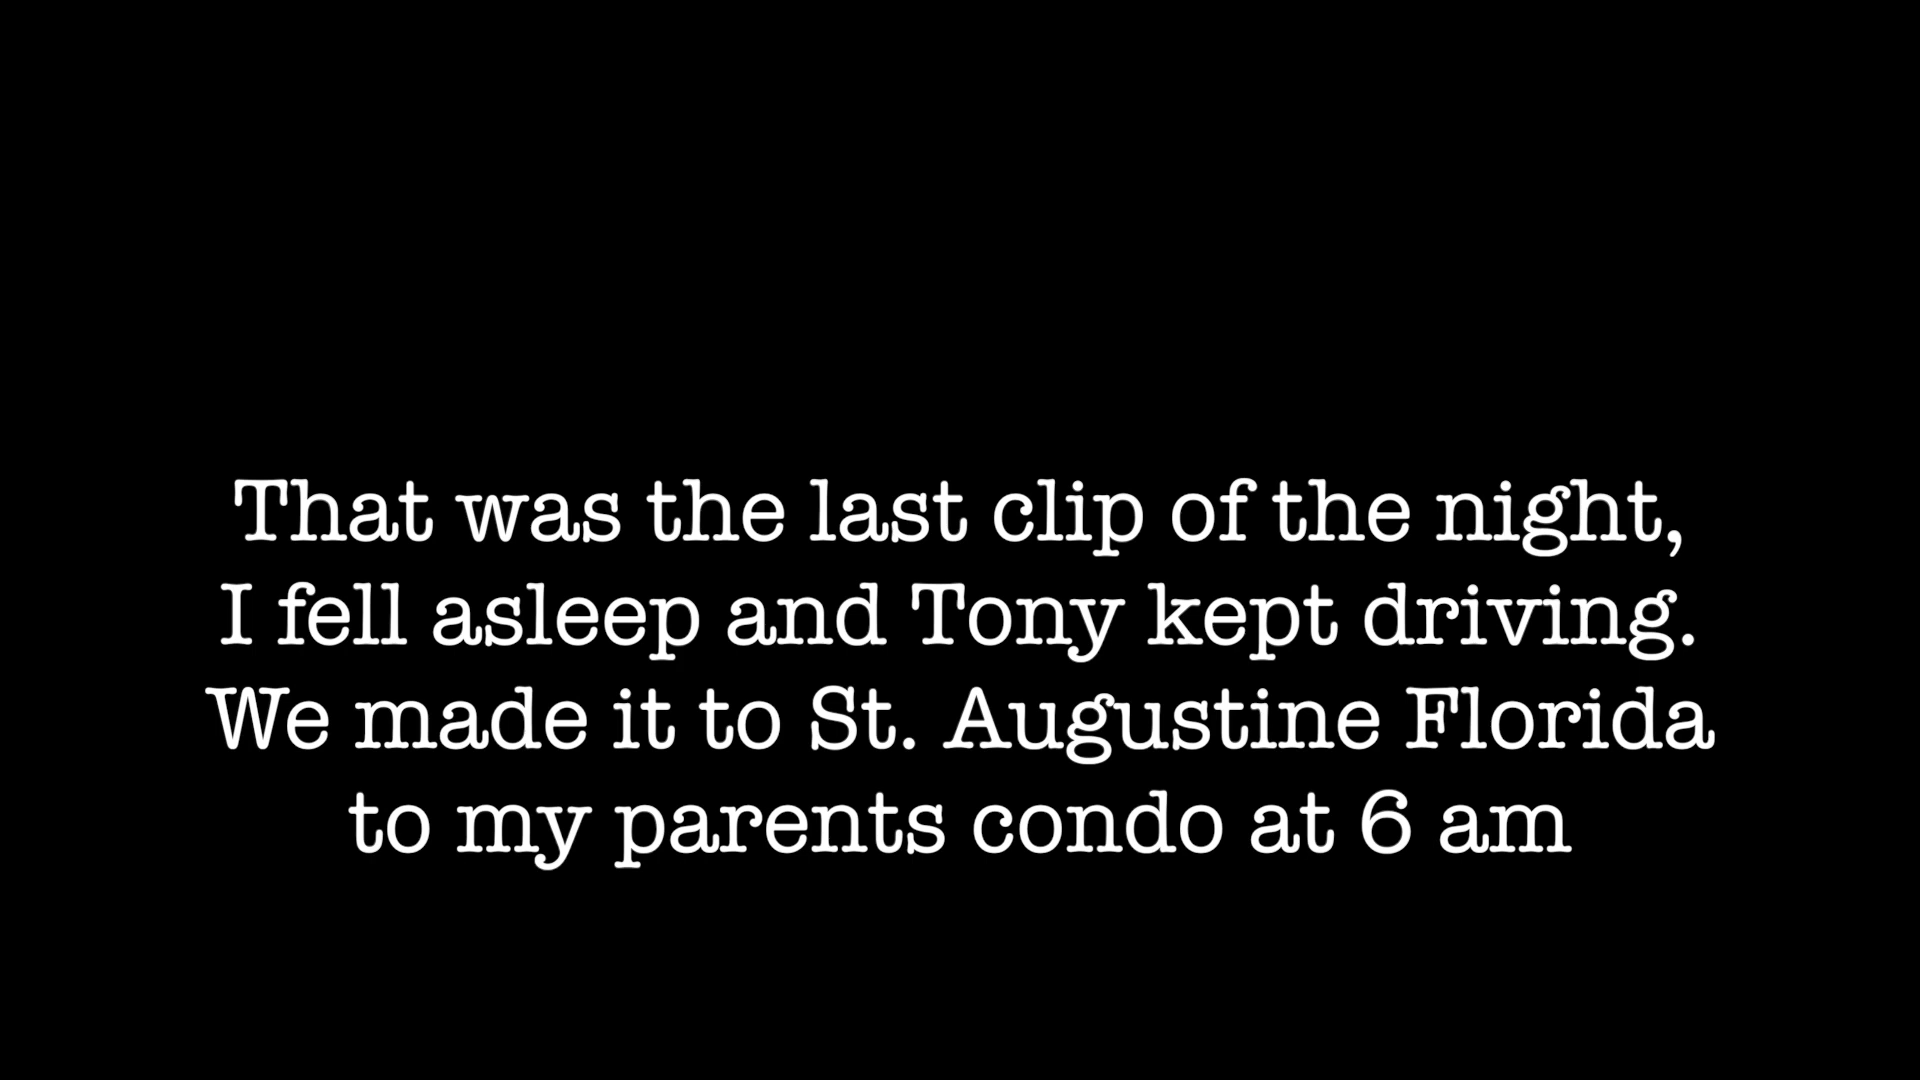 That was the last clip of the night,
I fell asleep and Tony kept driving.
We made it to St. Augustine Florida
to my parents condo at 6 am